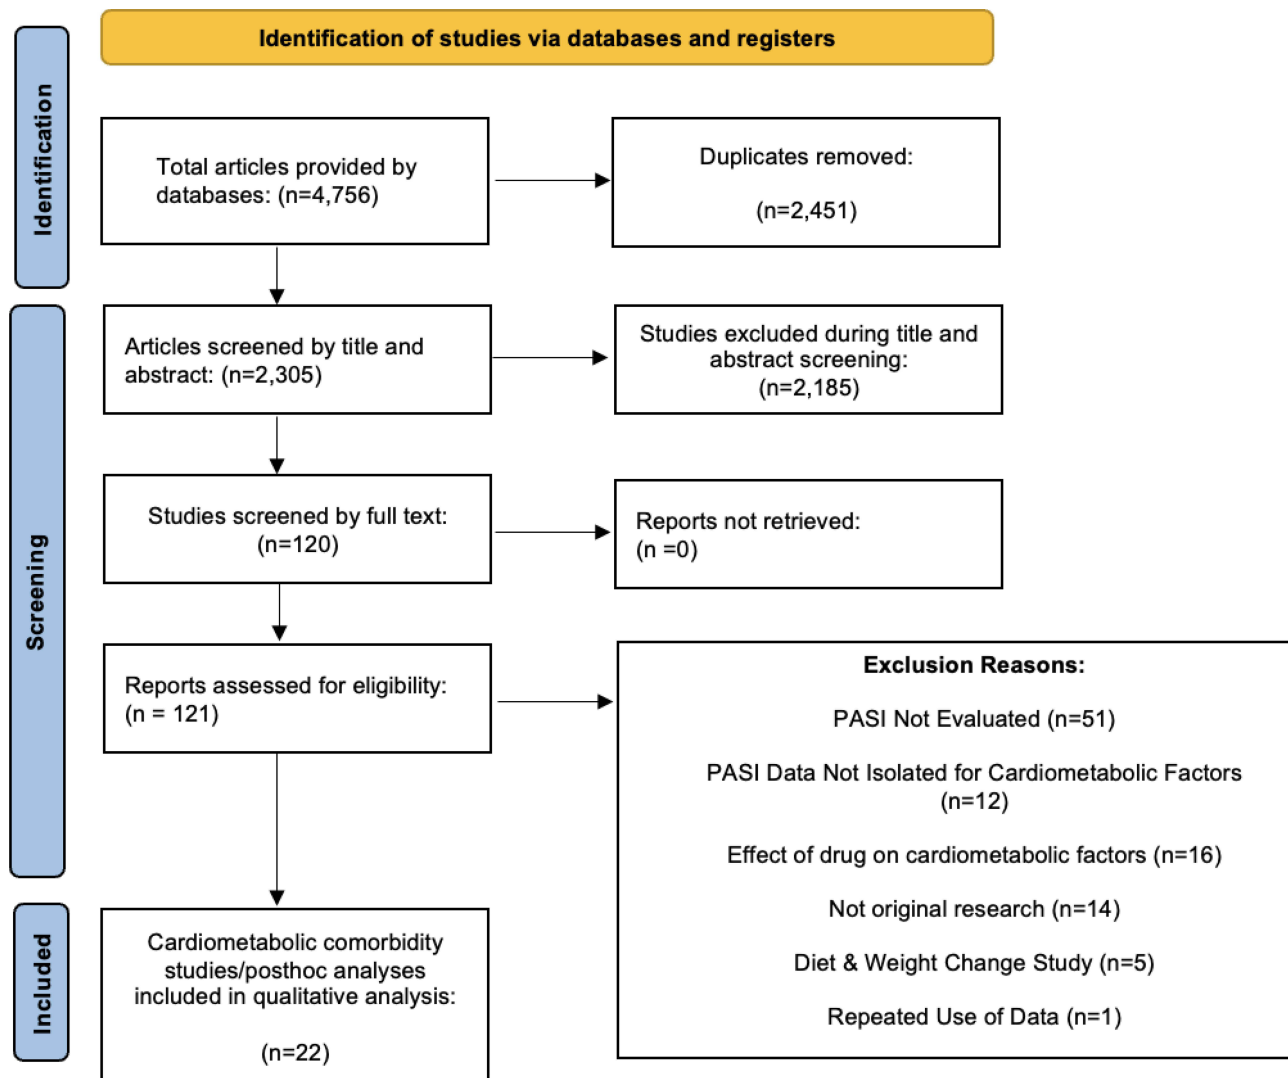 Identification of studies via databases and registers
Identification
Total articles provided by
databases: (n=4,756)
Duplicates removed:
(n=2,451)
Screening
Articles screened by title and
abstract: (n=2,305)
Studies excluded during title and
abstract screening:
(n=2,185)
Studies screened by full text:
(n=120)
Reports not retrieved:
(n =0)
Reports assessed for eligibility:
(n = 121)
Exclusion Reasons:
PASI Not Evaluated (n=51)
PASI Data Not Isolated for Cardiometabolic Factors
(n=12)
Effect of drug on cardiometabolic factors (n=16)
Not original research (n=14)
Diet & Weight Change Study (n=5)
Repeated Use of Data (n=1)
Included
Cardiometabolic comorbidity
studies/posthoc analyses
included in qualitative analysis:
(n=22)